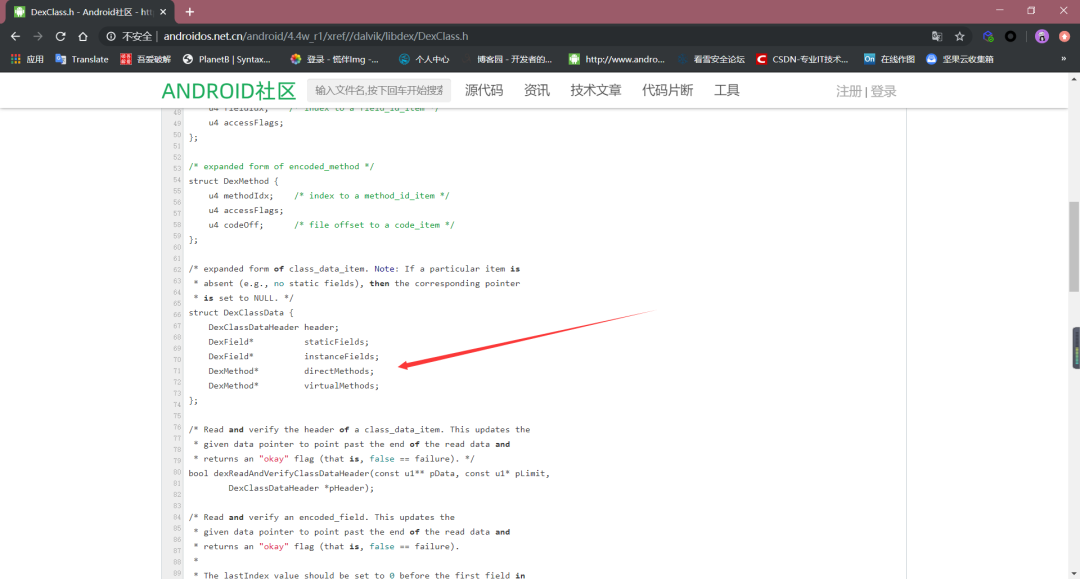 DexClass.h - Android社区 - htt
不安全 | androidos.net.cn/android/4.4w_r1/xref//dalvik/libdex/DexClass.h
应用 Translate 吾爱破解 PlanetB | Syntax... 登录 - 慌伴Img -... 个人中心 博客园 - 开发者的... http://www.andro... 看雪安全论坛 CSDN-专业IT技术... On 在线作图 坚果云收集箱 »
ANDROID社区 输入文件名,按下回车开始搜索 源代码 资讯 技术文章 代码片断 工具 注册 | 登录
48 u4 fieldIdx; /* index to a field_id_item */
49 u4 accessFlags;
50 };
51
52
53 /* expanded form of encoded_method */
54 struct DexMethod {
55
56 u4 methodIdx; /* index to a method_id_item */
57 u4 accessFlags;
58 u4 codeOff; /* file offset to a code_item */
59 };
60
61
62 /* expanded form of class_data_item. Note: If a particular item is
63 * absent (e.g., no static fields), then the corresponding pointer
64
65 * is set to NULL. */
66 struct DexClassData {
67 DexClassDataHeader header;
68 DexField* staticFields;
69
70 DexField* instanceFields;
71 DexMethod* directMethods;
72 DexMethod* virtualMethods;
73
74 };
75
76 /* Read and verify the header of a class_data_item. This updates the
77
78 * given data pointer to point past the end of the read data and
79 * returns an "okay" flag (that is, false == failure). */
80 bool dexReadAndVerifyClassDataHeader(const u1** pData, const u1* pLimit,
81
82 DexClassDataHeader *pHeader);
83
84 /* Read and verify an encoded_field. This updates the
85 * given data pointer to point past the end of the read data and
86
87 * returns an "okay" flag (that is, false == failure).
88 *
89 * The lastIndex value should be set to 0 before the first field in